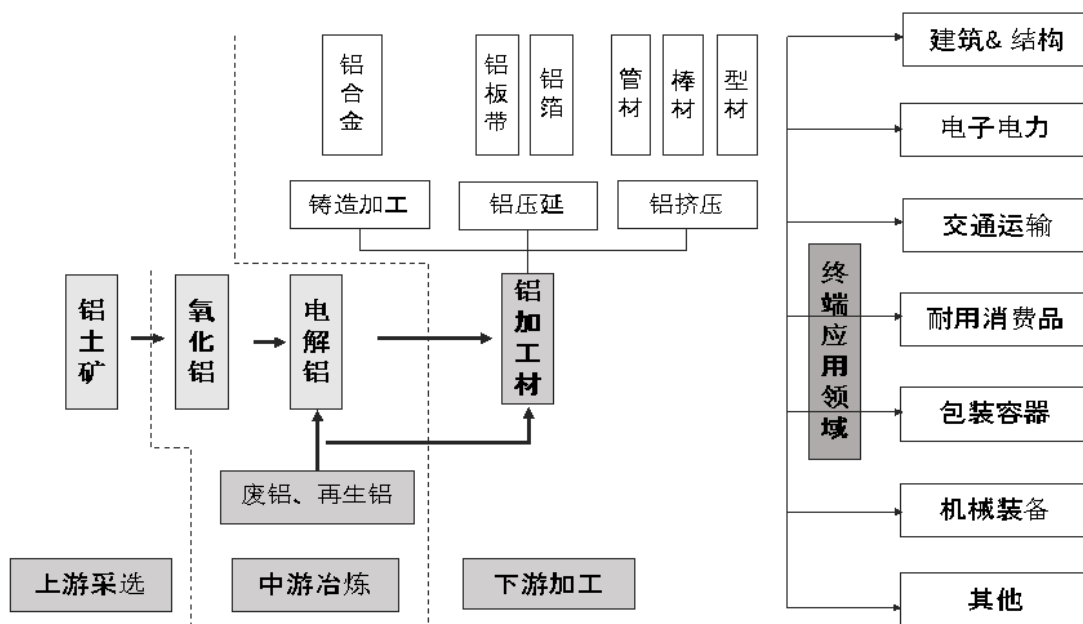 铝合金
铝板带
铝箔
管材
棒材
型材
铸造加工
铝压延
铝挤压
铝土矿
氧化铝
电解铝
铝加工材
废铝、再生铝
上游采选
中游冶炼
下游加工
终端应用领域
建筑& 结构
电子电力
交通运输
耐用消费品
包装容器
机械装备
其他